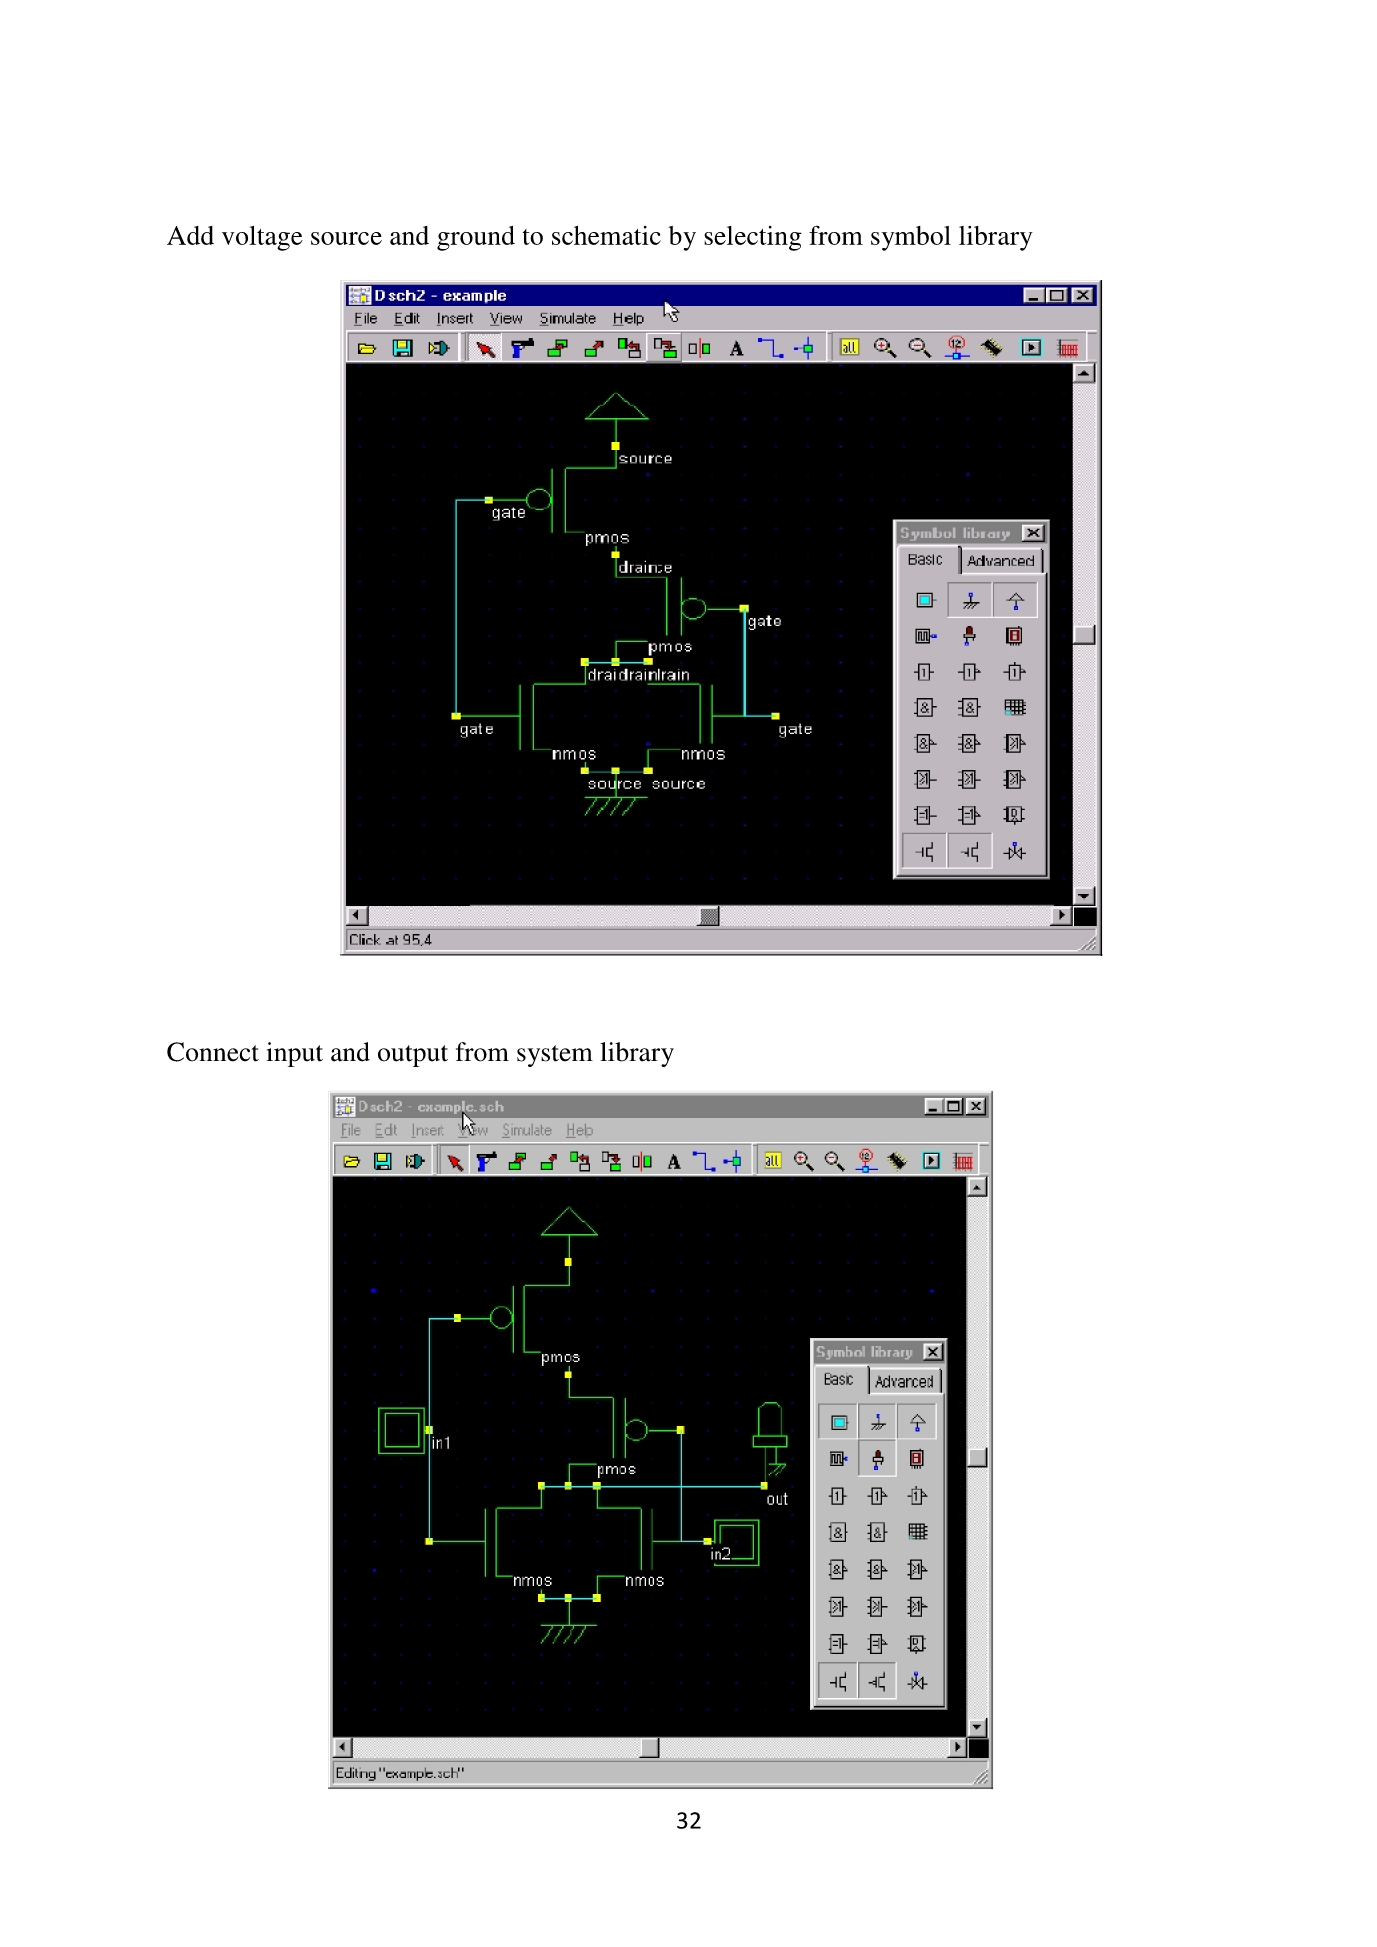 Add voltage source and ground to schematic by selecting from symbol library
Dsch2 - example
File Edit Insert View Simulate Help
source
gate
pmos
gate
pmos
gate
gate
nmos
nmos
source source
Symbol library
Basic Advanced
Click at 95,4
Connect input and output from system library
Dsch2 - example.sch
File Edit Insert View Simulate Help
pmos
in1
pmos
out
in2
nmos
nmos
Symbol library
Basic Advanced
Editing "example.sch"
32